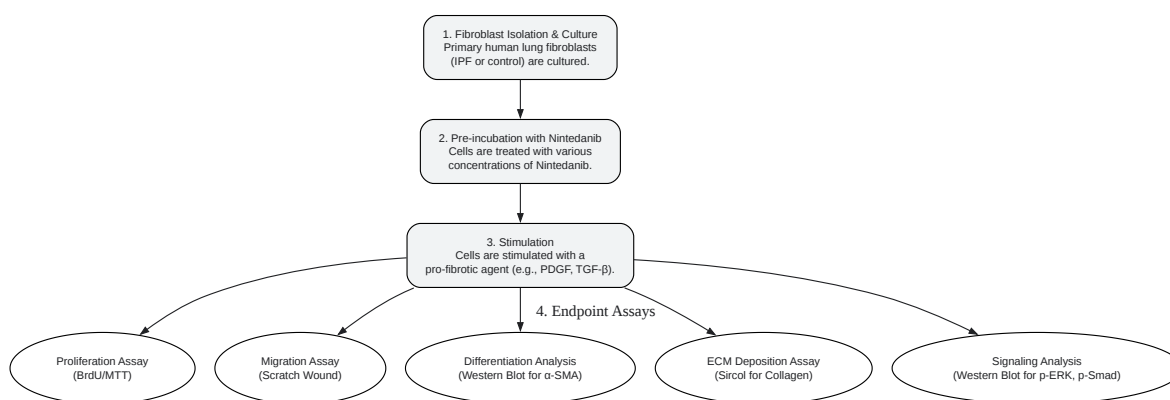 1. Fibroblast Isolation & Culture
Primary human lung fibroblasts
(IPF or control) are cultured.
2. Pre-incubation with Nintedanib
Cells are treated with various
concentrations of Nintedanib.
3. Stimulation
Cells are stimulated with a
pro-fibrotic agent (e.g., PDGF, TGF-β).
4. Endpoint Assays
Proliferation Assay
(BrdU/MTT)
Migration Assay
(Scratch Wound)
Differentiation Analysis
(Western Blot for α-SMA)
ECM Deposition Assay
(Sircol for Collagen)
Signaling Analysis
(Western Blot for p-ERK, p-Smad)